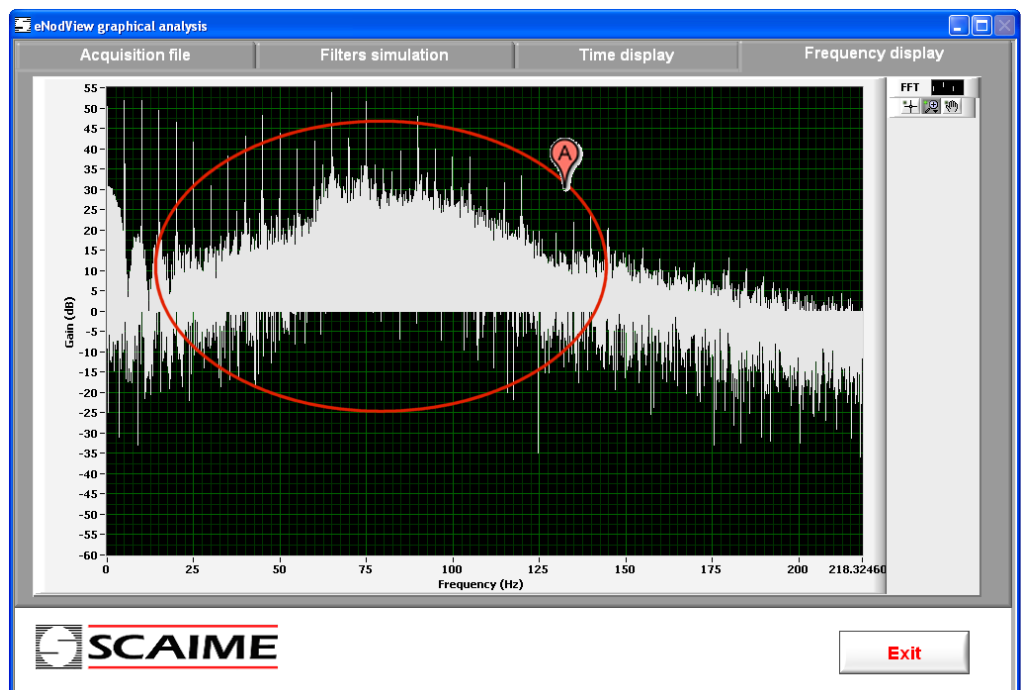 eNodView graphical analysis
Acquisition file
Filters simulation
Time display
Frequency display
FFT
55
50
45
40
35
30
25
20
15
10
5
0
-5
-10
-15
-20
-25
-30
-35
-40
-45
-50
-55
-60
Gain (dB)
A
0 25 50 75 100 125 150 175 200 218.32460
Frequency (Hz)
SCAIME
Exit